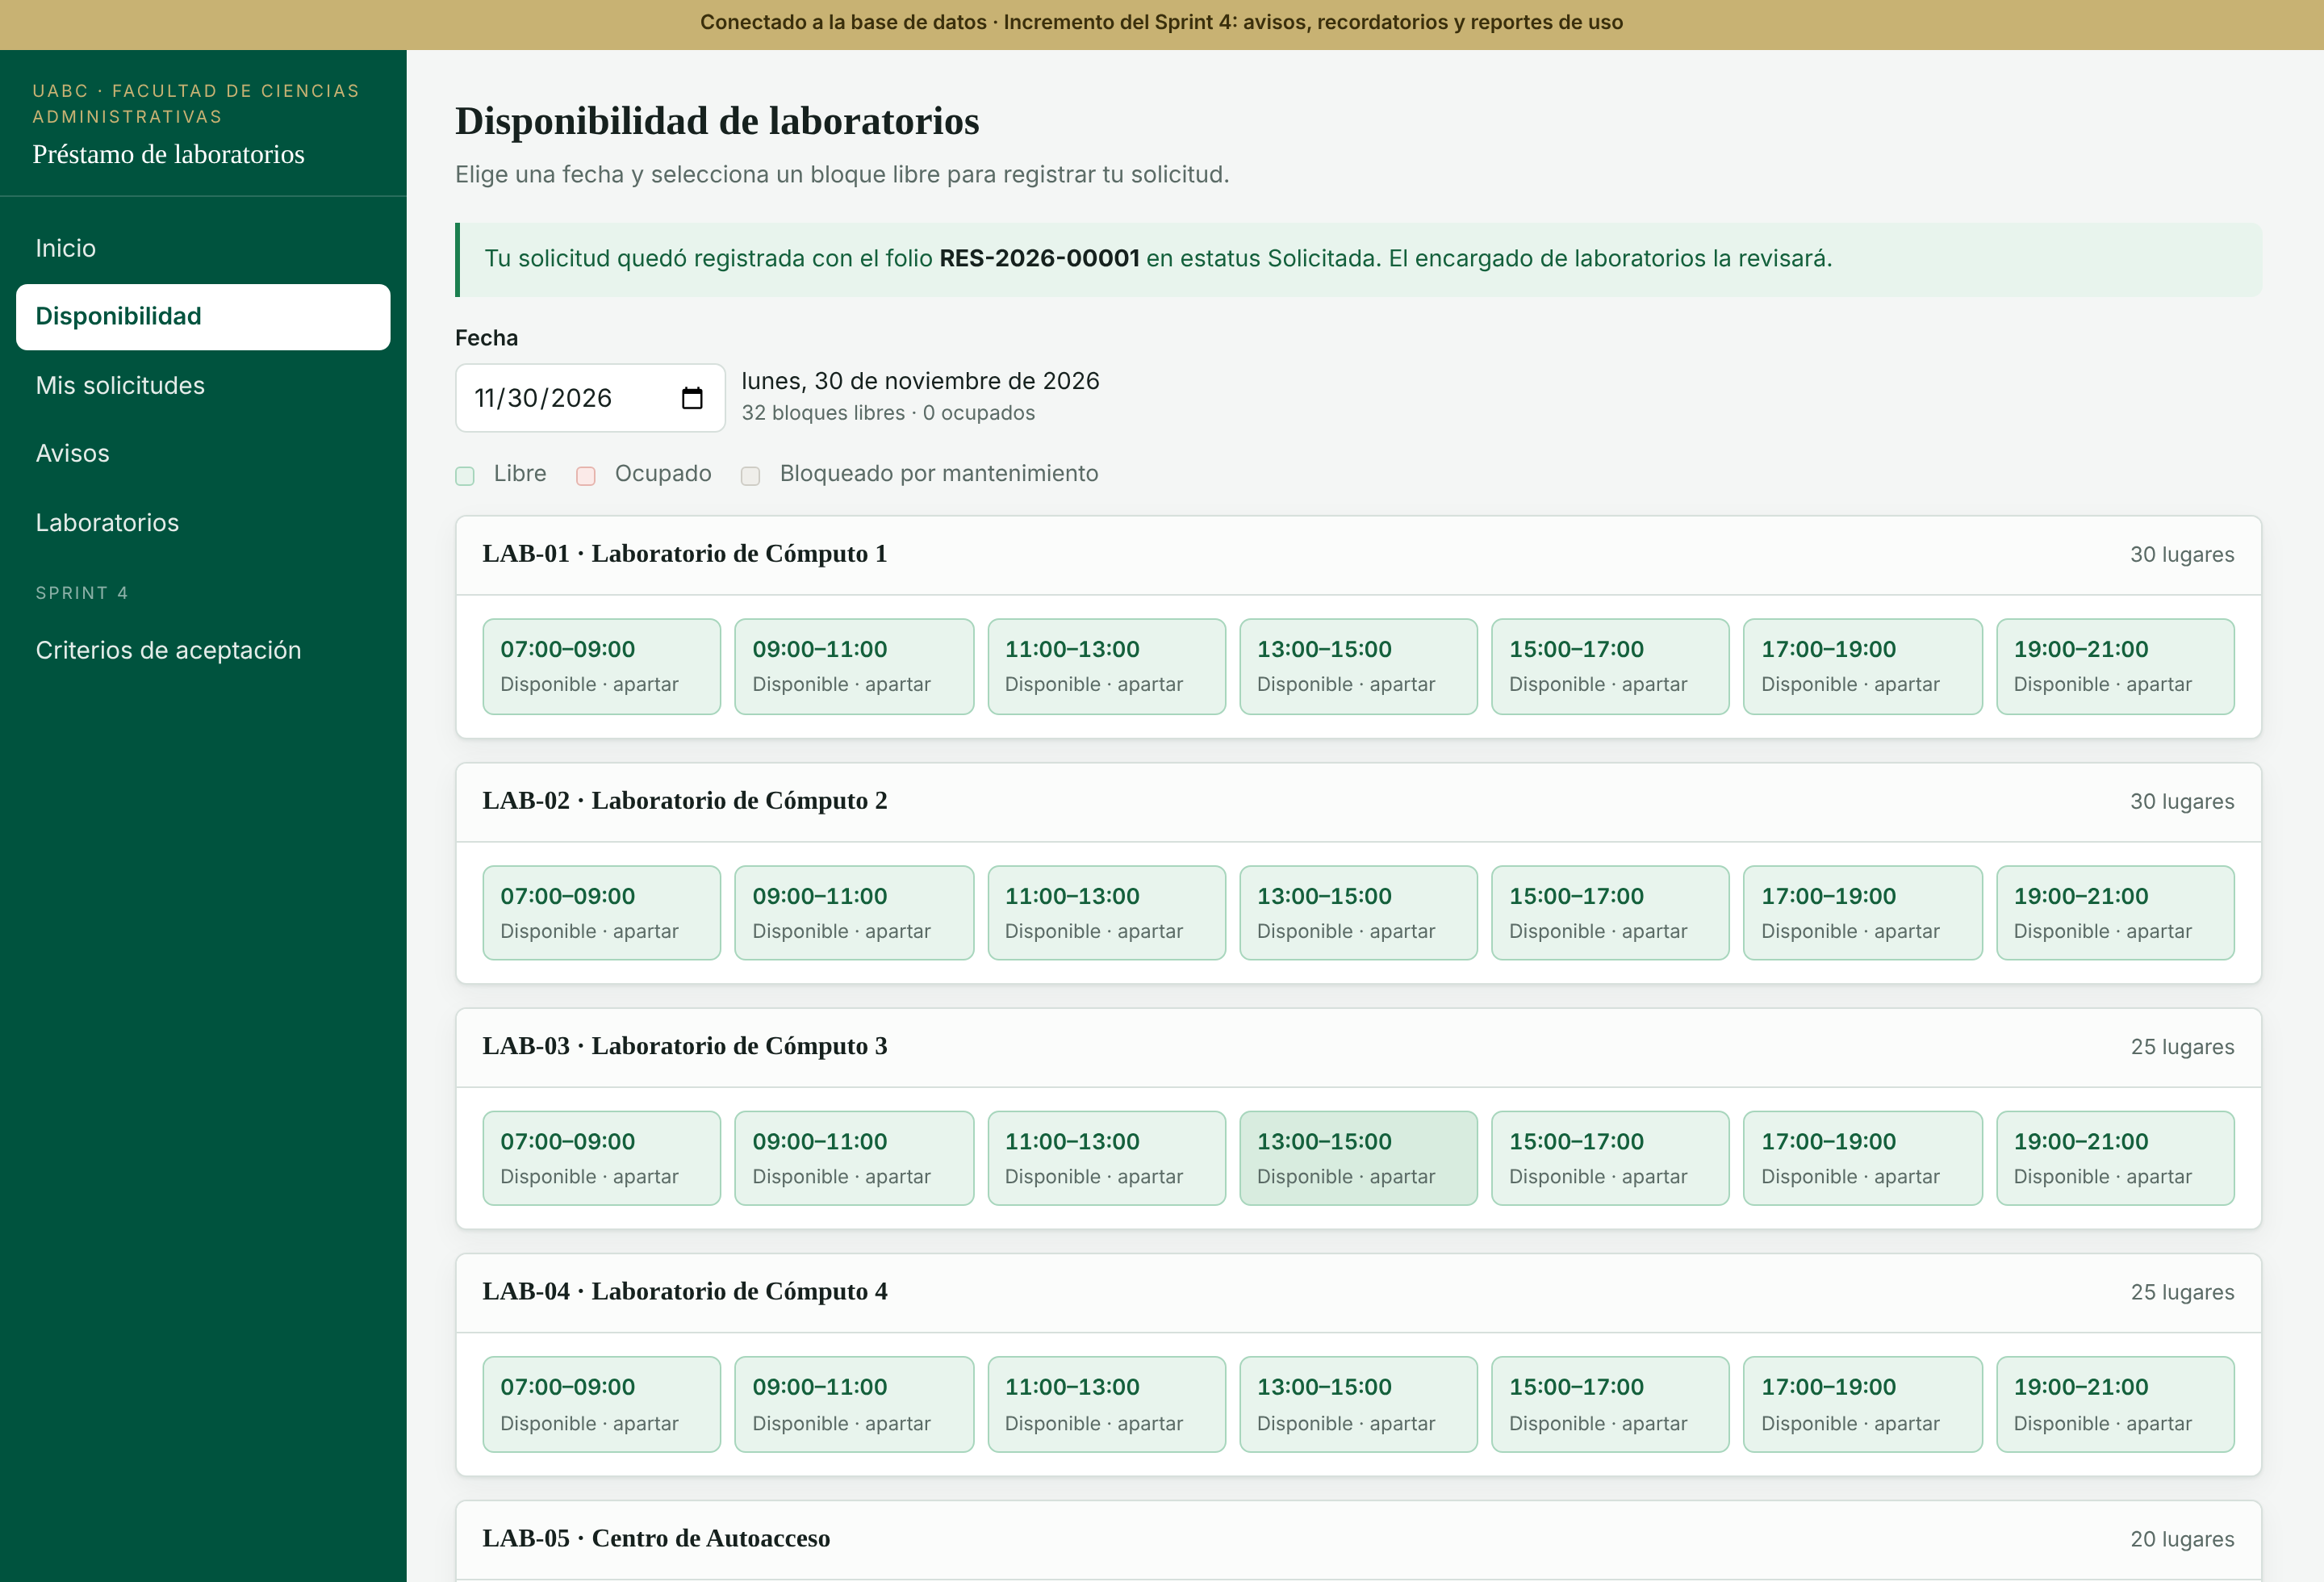 Conectado a la base de datos · Incremento del Sprint 4: avisos, recordatorios y reportes de uso
UABC · FACULTAD DE CIENCIAS
ADMINISTRATIVAS
Préstamo de laboratorios
Inicio
Disponibilidad
Mis solicitudes
Avisos
Laboratorios
SPRINT 4
Criterios de aceptación
Disponibilidad de laboratorios
Elige una fecha y selecciona un bloque libre para registrar tu solicitud.
Tu solicitud quedó registrada con el folio RES-2026-00001 en estatus Solicitada. El encargado de laboratorios la revisará.
Fecha
11/30/2026
lunes, 30 de noviembre de 2026
32 bloques libres · 0 ocupados
Libre Ocupado Bloqueado por mantenimiento
LAB-01 · Laboratorio de Cómputo 1 30 lugares
07:00–09:00 09:00–11:00 11:00–13:00 13:00–15:00 15:00–17:00 17:00–19:00 19:00–21:00
Disponible · apartar Disponible · apartar Disponible · apartar Disponible · apartar Disponible · apartar Disponible · apartar Disponible · apartar
LAB-02 · Laboratorio de Cómputo 2 30 lugares
07:00–09:00 09:00–11:00 11:00–13:00 13:00–15:00 15:00–17:00 17:00–19:00 19:00–21:00
Disponible · apartar Disponible · apartar Disponible · apartar Disponible · apartar Disponible · apartar Disponible · apartar Disponible · apartar
LAB-03 · Laboratorio de Cómputo 3 25 lugares
07:00–09:00 09:00–11:00 11:00–13:00 13:00–15:00 15:00–17:00 17:00–19:00 19:00–21:00
Disponible · apartar Disponible · apartar Disponible · apartar Disponible · apartar Disponible · apartar Disponible · apartar Disponible · apartar
LAB-04 · Laboratorio de Cómputo 4 25 lugares
07:00–09:00 09:00–11:00 11:00–13:00 13:00–15:00 15:00–17:00 17:00–19:00 19:00–21:00
Disponible · apartar Disponible · apartar Disponible · apartar Disponible · apartar Disponible · apartar Disponible · apartar Disponible · apartar
LAB-05 · Centro de Autoacceso 20 lugares